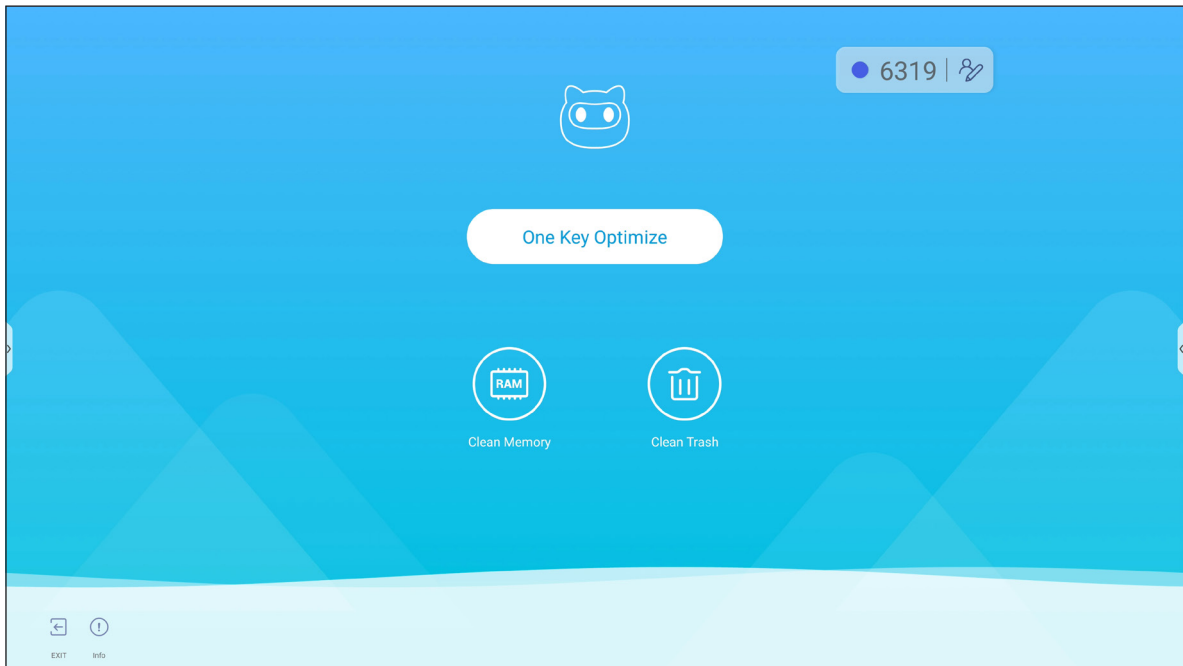 6319
One Key Optimize
RAM
Clean Memory
Clean Trash
EXIT
Info